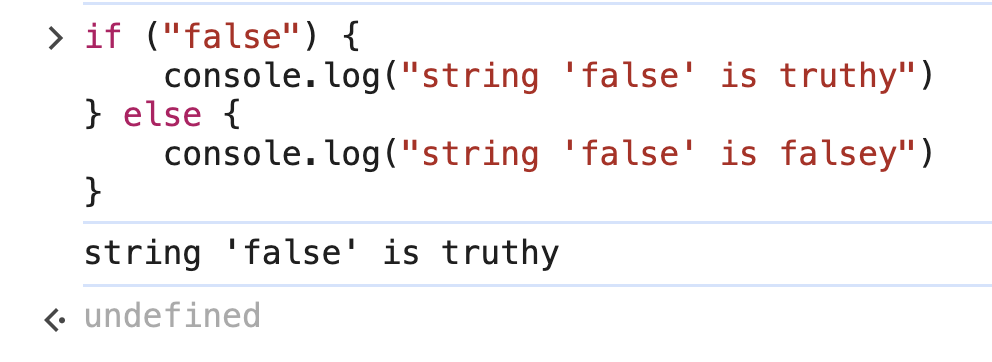 > if ("false") {
    console.log("string 'false' is truthy")
} else {
    console.log("string 'false' is falsey")
}
string 'false' is truthy
undefined